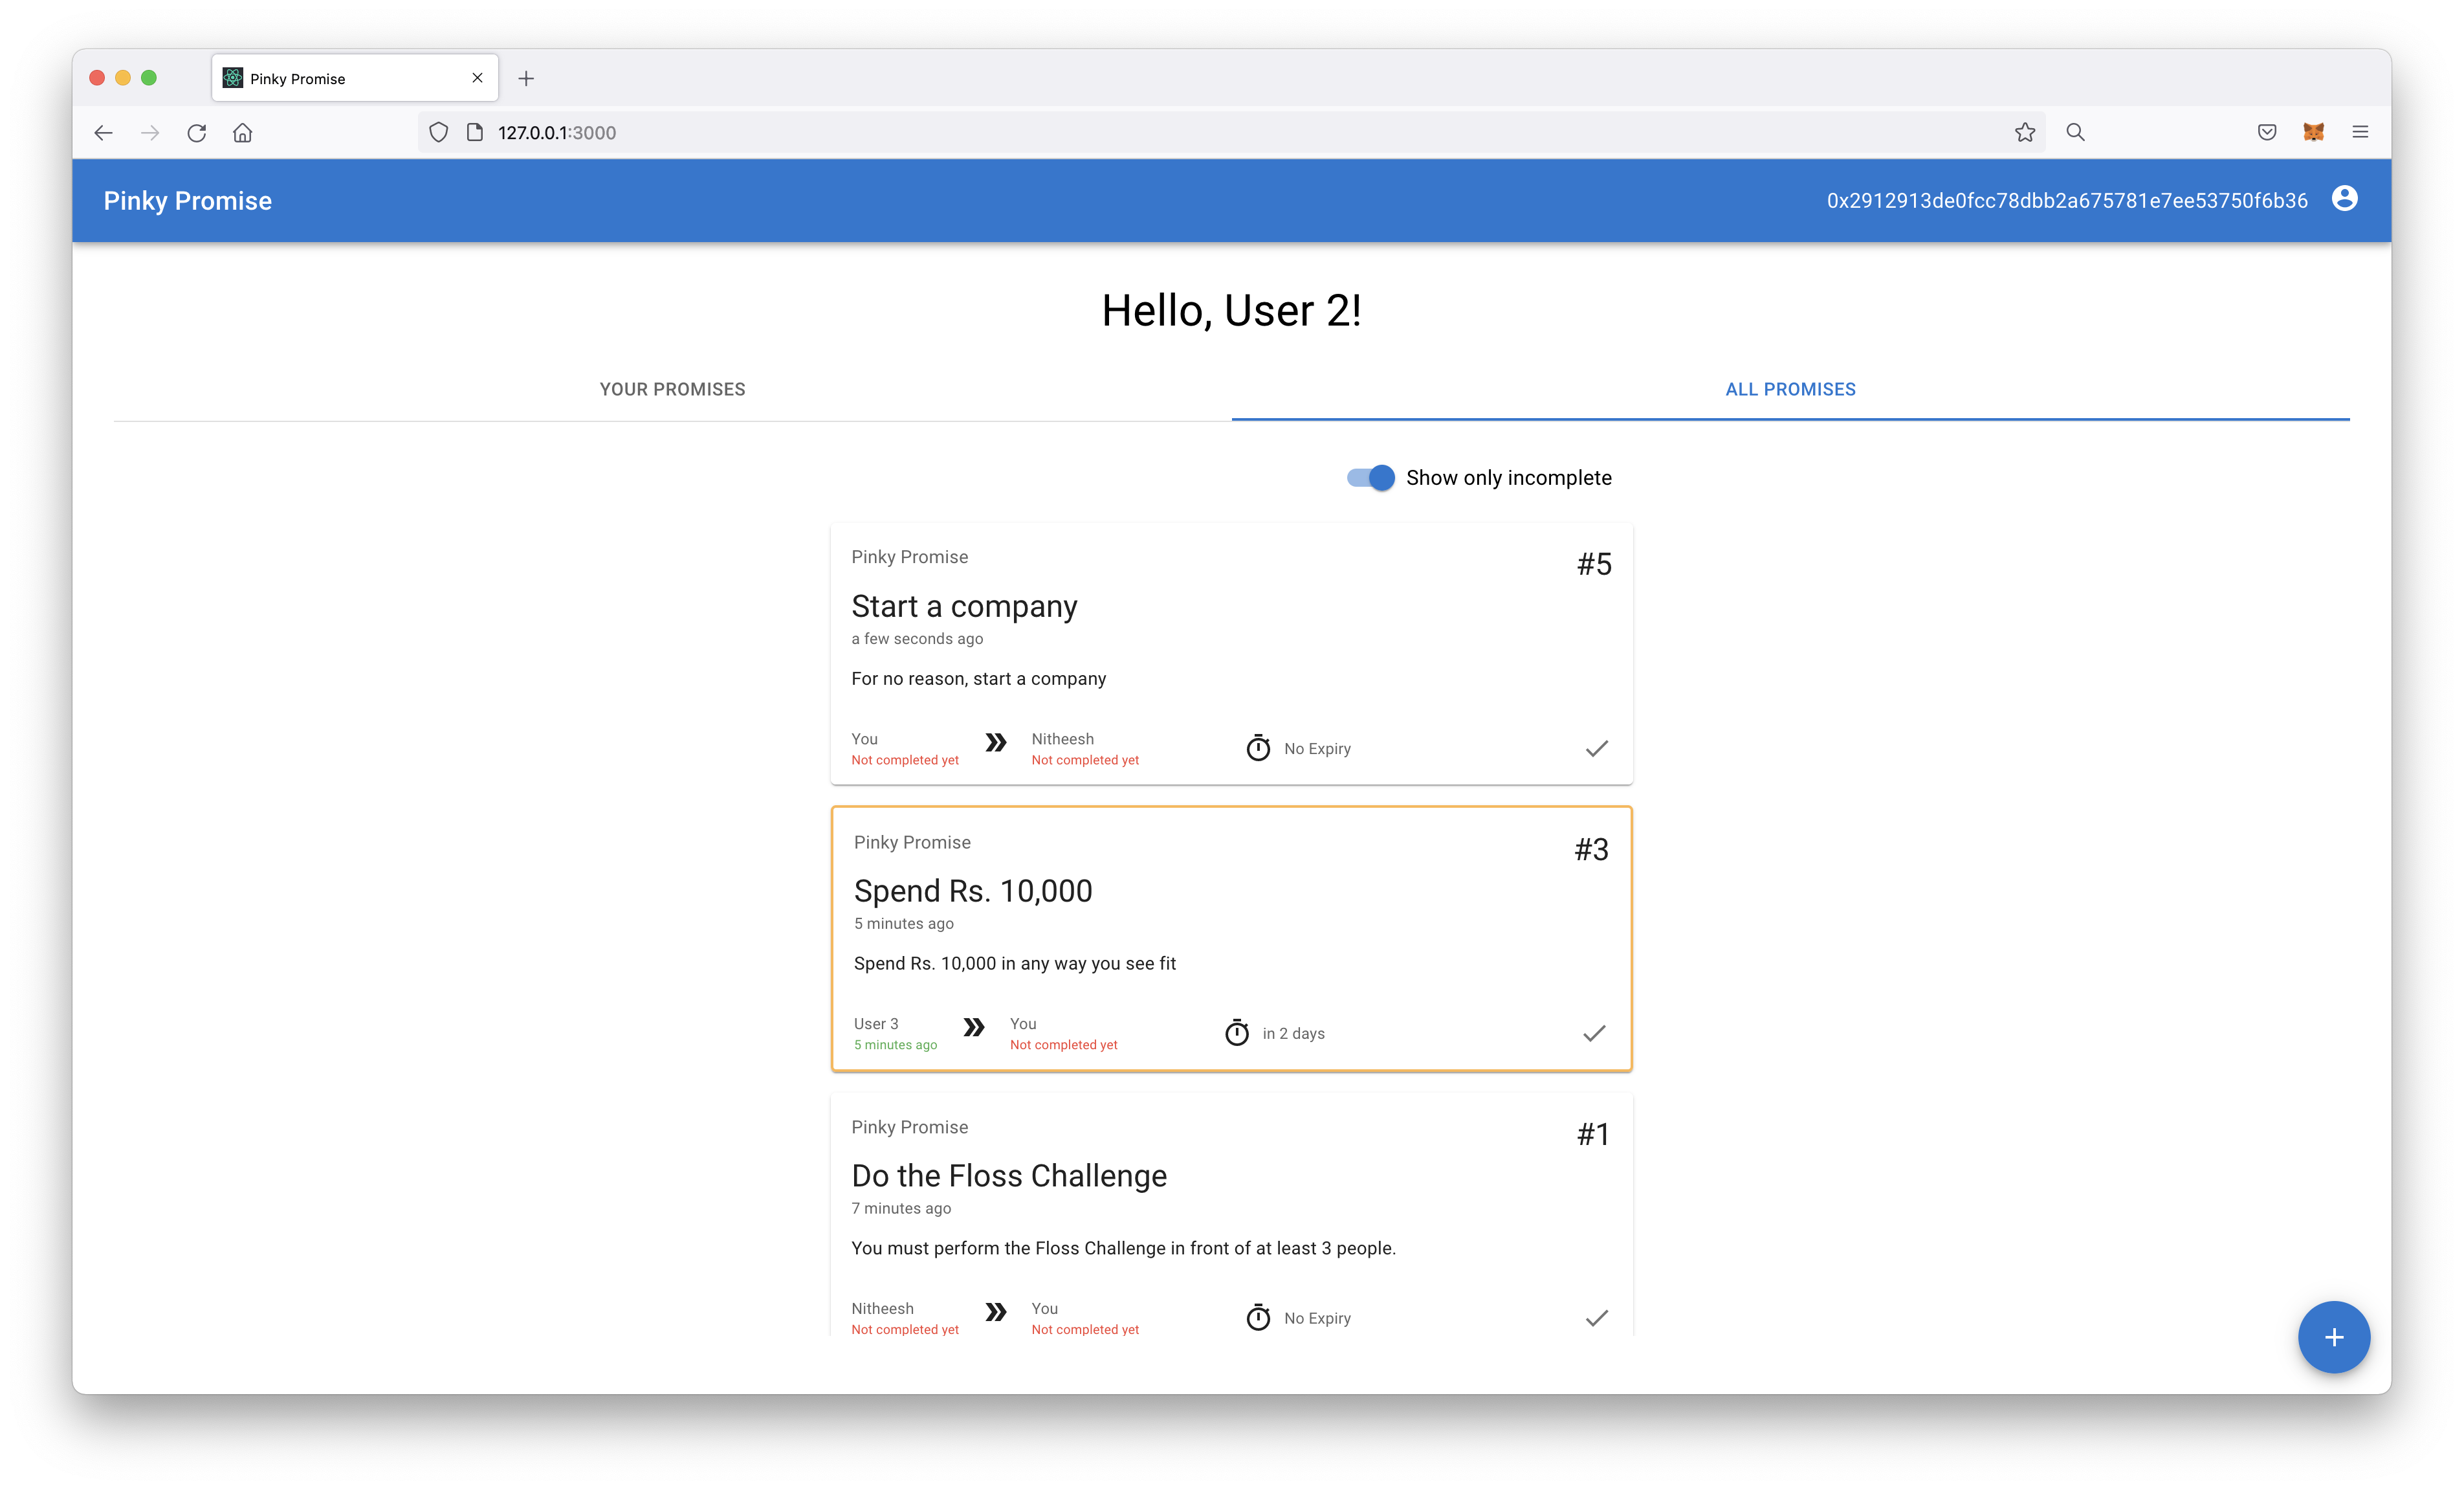 Pinky Promise
127.0.0.1:3000
Pinky Promise
0x2912913de0fcc78dbb2a675781e7ee53750f6b36
Hello, User 2!
YOUR PROMISES
ALL PROMISES
Show only incomplete
Pinky Promise
#5
Start a company
a few seconds ago
For no reason, start a company
You
Not completed yet
Nitheesh
Not completed yet
No Expiry
Pinky Promise
#3
Spend Rs. 10,000
5 minutes ago
Spend Rs. 10,000 in any way you see fit
User 3
5 minutes ago
You
Not completed yet
in 2 days
Pinky Promise
#1
Do the Floss Challenge
7 minutes ago
You must perform the Floss Challenge in front of at least 3 people.
Nitheesh
Not completed yet
You
Not completed yet
No Expiry